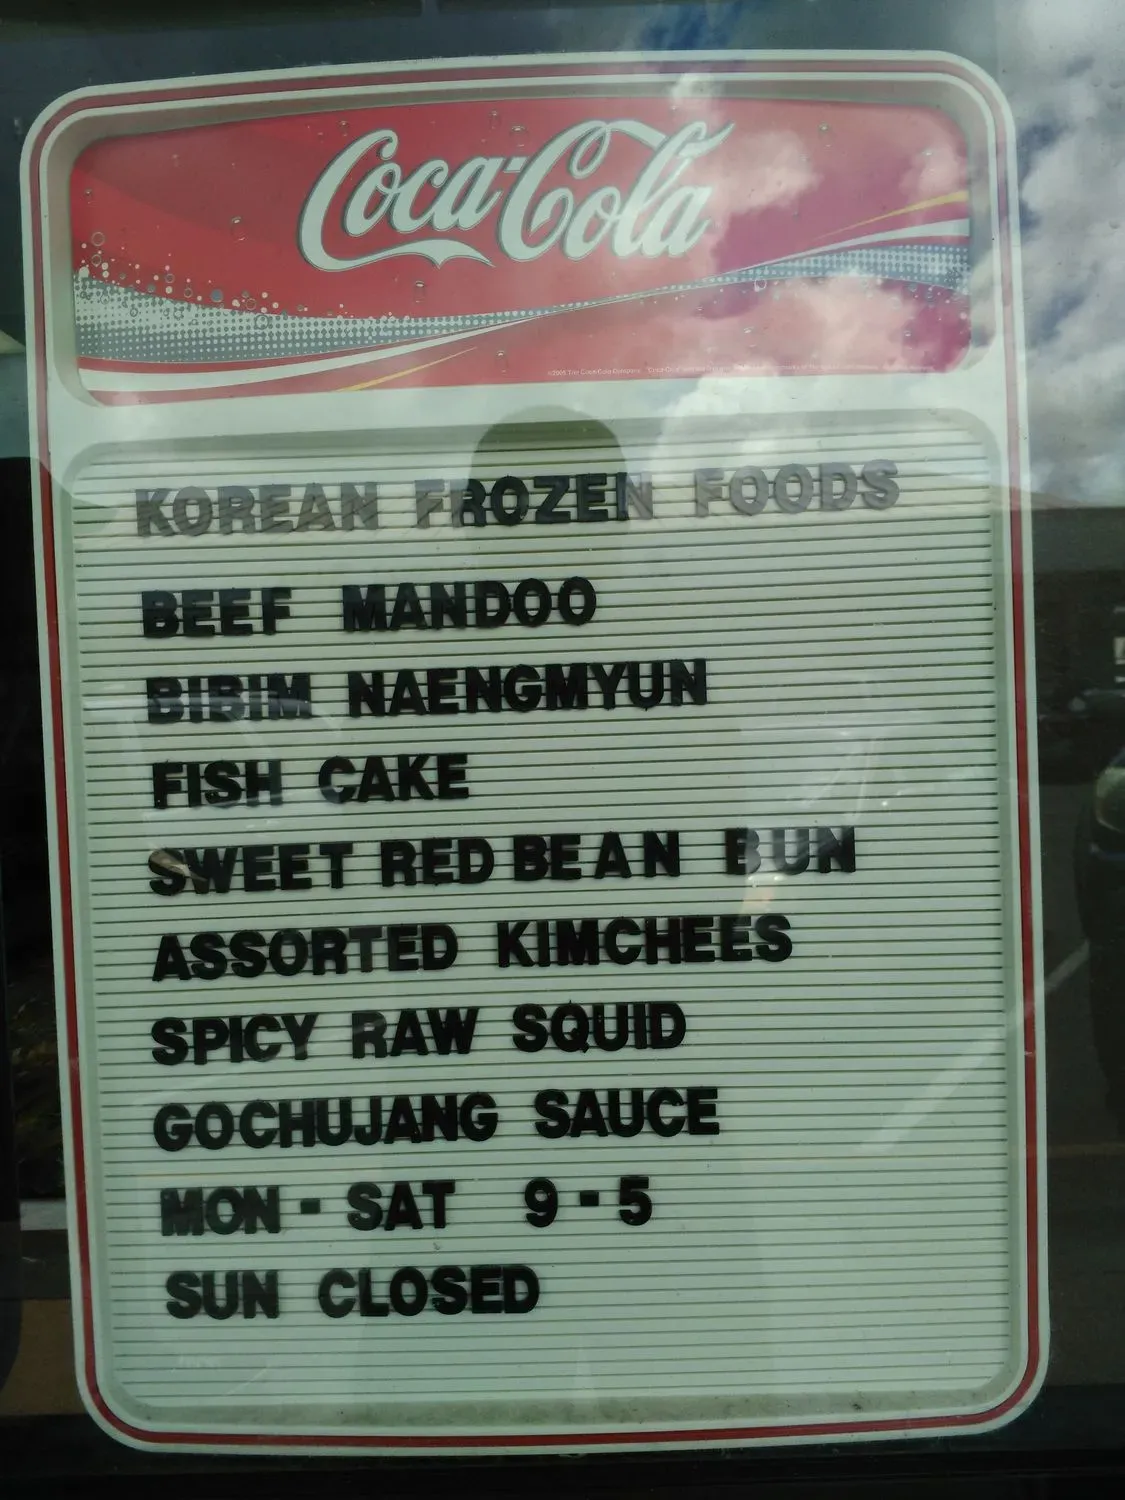 Coca-Cola
KOREAN FROZEN FOODS
BEEF MANDOO
BIBIM NAENGMYUN
FISH CAKE
SWEET RED BEAN BUN
ASSORTED KIMCHEES
SPICY RAW SQUID
GOCHUJANG SAUCE
MON - SAT 9 - 5
SUN CLOSED